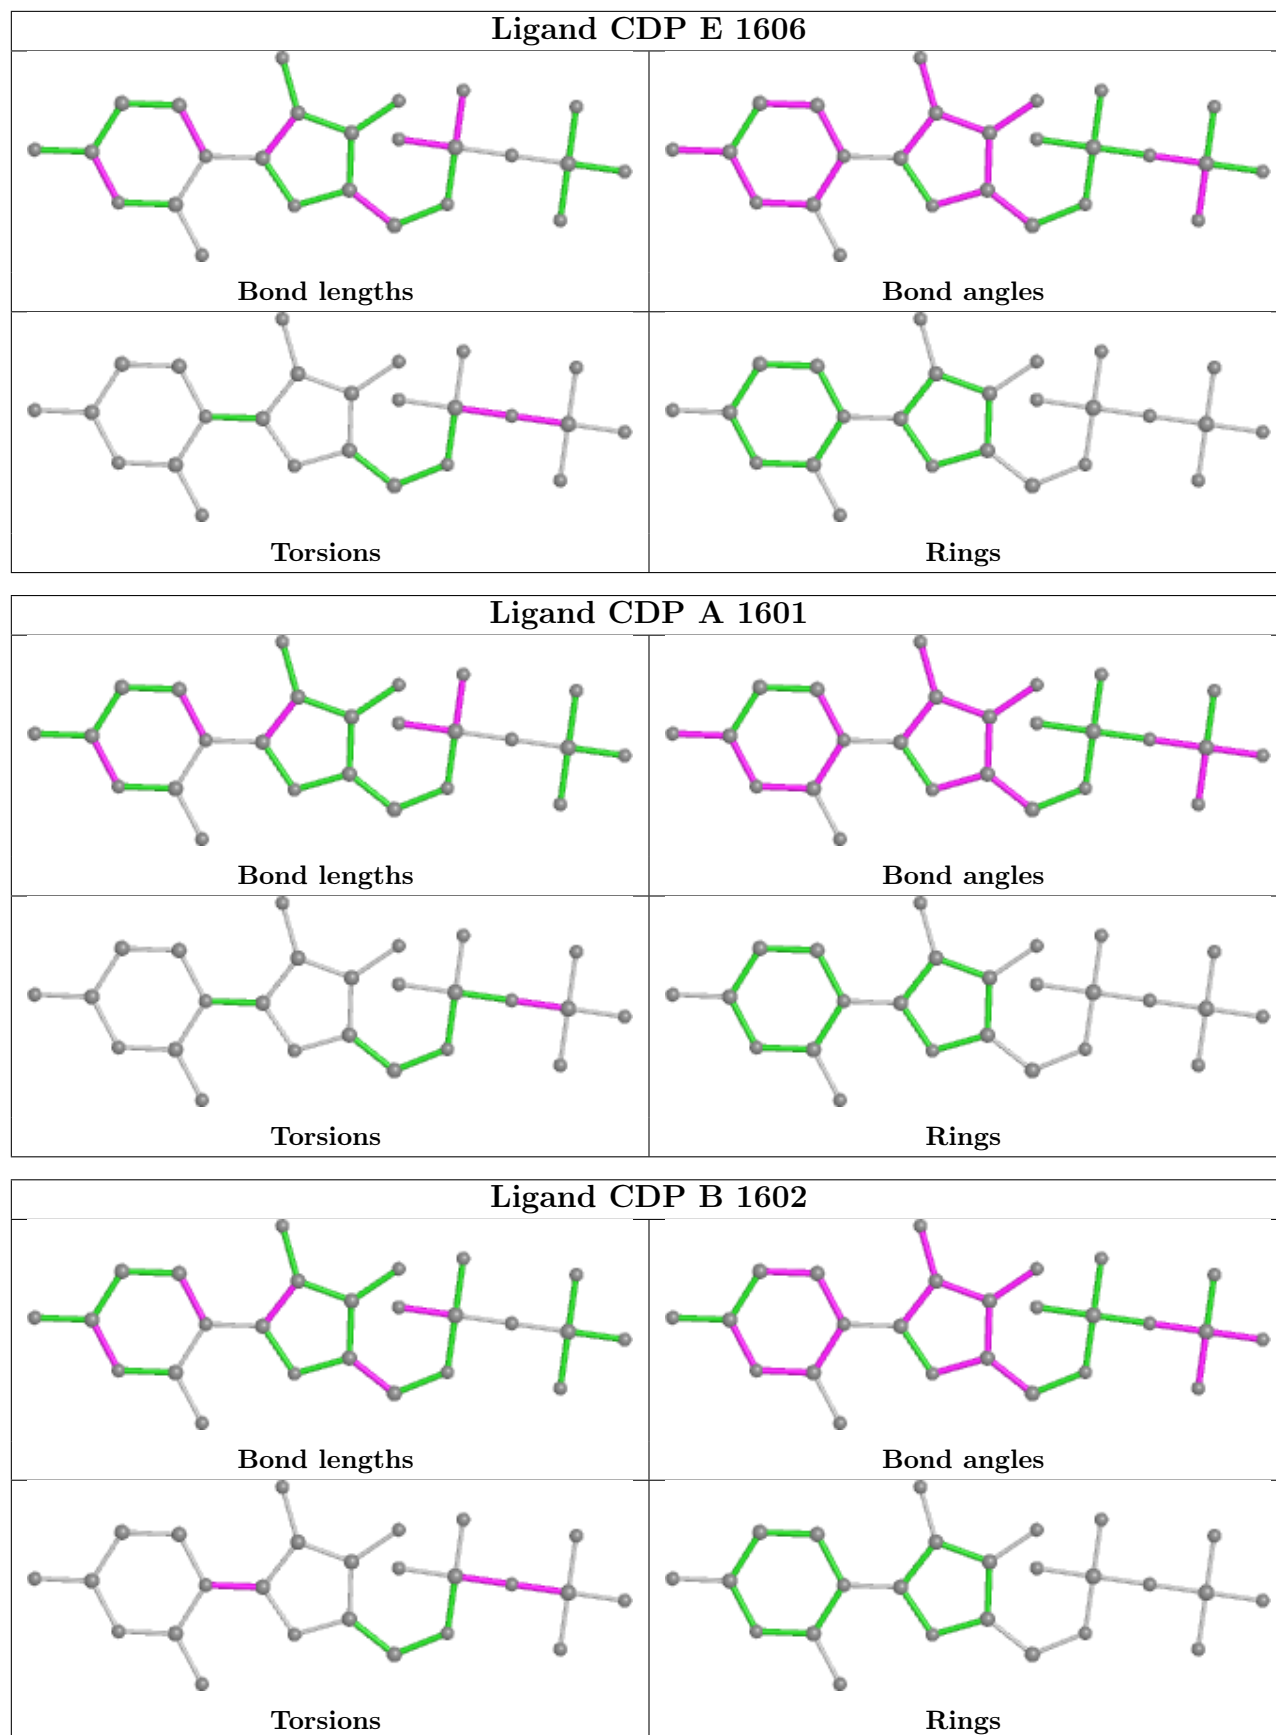 Ligand CDP E 1606
Bond lengths
Bond angles
Torsions
Rings
Ligand CDP A 1601
Bond lengths
Bond angles
Torsions
Rings
Ligand CDP B 1602
Bond lengths
Bond angles
Torsions
Rings